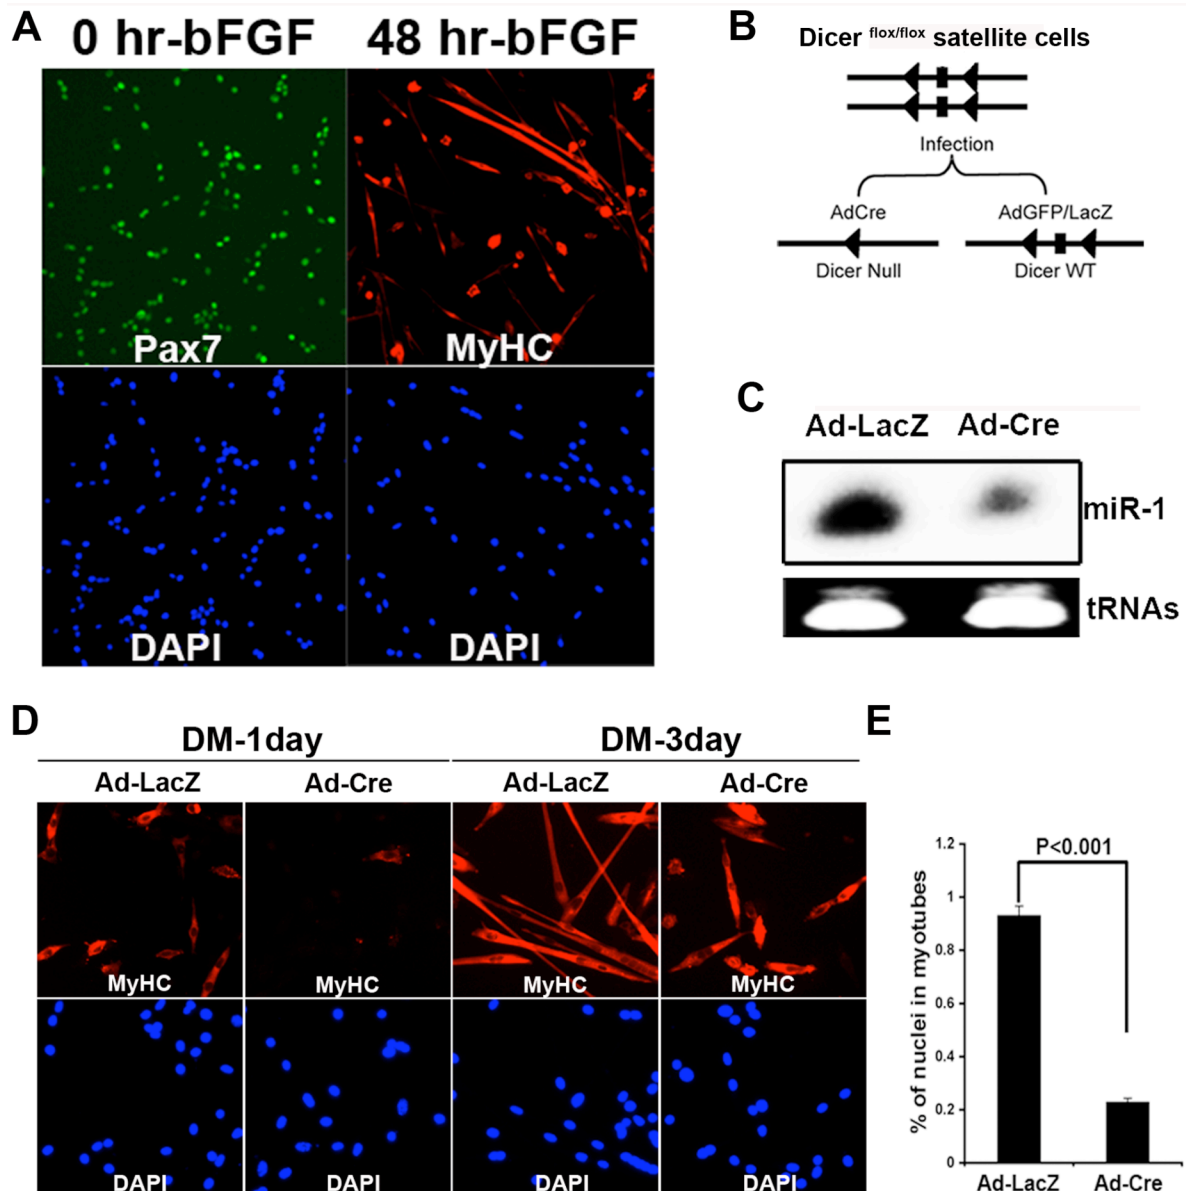 A
0 hr-bFGF
48 hr-bFGF
Pax7
MyHC
DAPI
DAPI
B
Dicer flox/flox satellite cells
Infection
AdCre
AdGFP/LacZ
Dicer Null
Dicer WT
C
Ad-LacZ
Ad-Cre
miR-1
tRNAs
D
DM-1day
DM-3day
Ad-LacZ
Ad-Cre
Ad-LacZ
Ad-Cre
MyHC
MyHC
MyHC
MyHC
DAPI
DAPI
DAPI
DAPI
E
P<0.001
% of nuclei in myotubes
1.2
1
0.8
0.6
0.4
0.2
0
Ad-LacZ
Ad-Cre